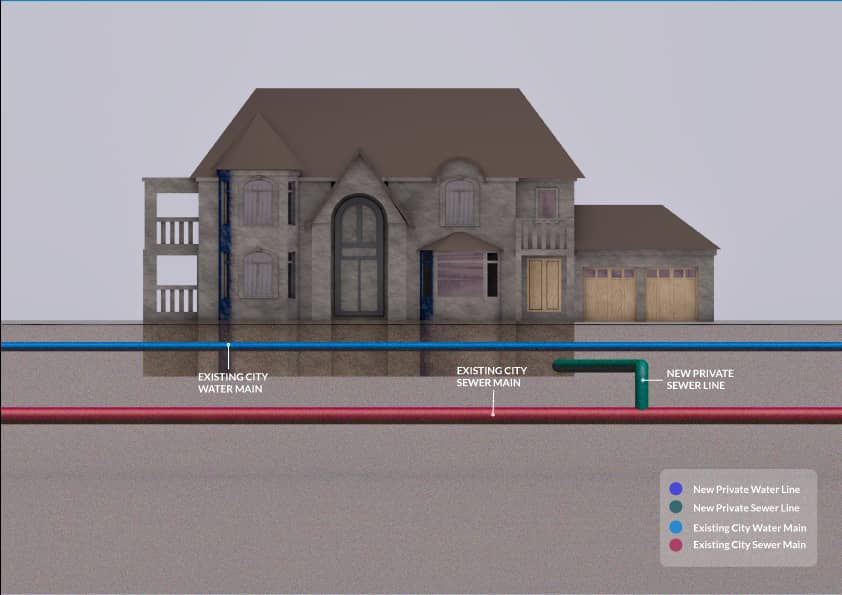 EXISTING CITY
WATER MAIN
EXISTING CITY
SEWER MAIN
NEW PRIVATE
SEWER LINE
New Private Water Line
New Private Sewer Line
Existing City Water Main
Existing City Sewer Main